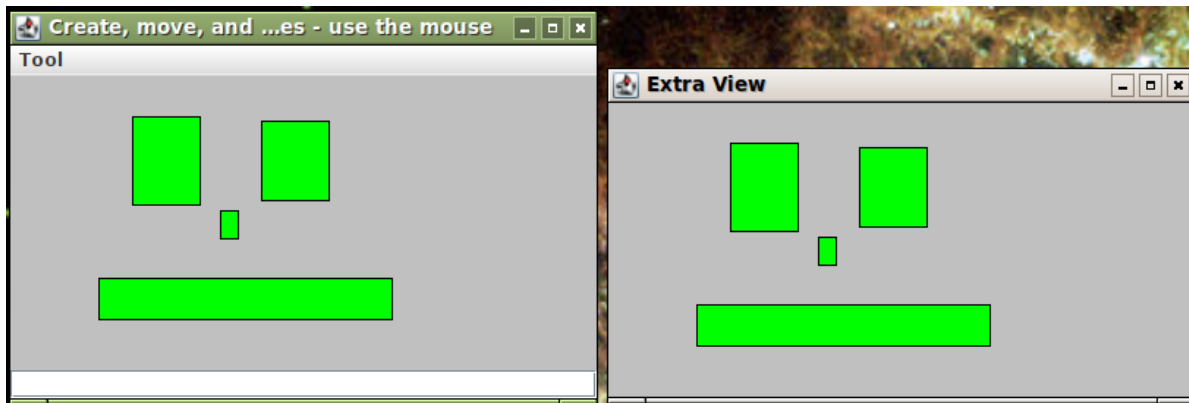 Create, move, and ...es - use the mouse
Tool
Extra View